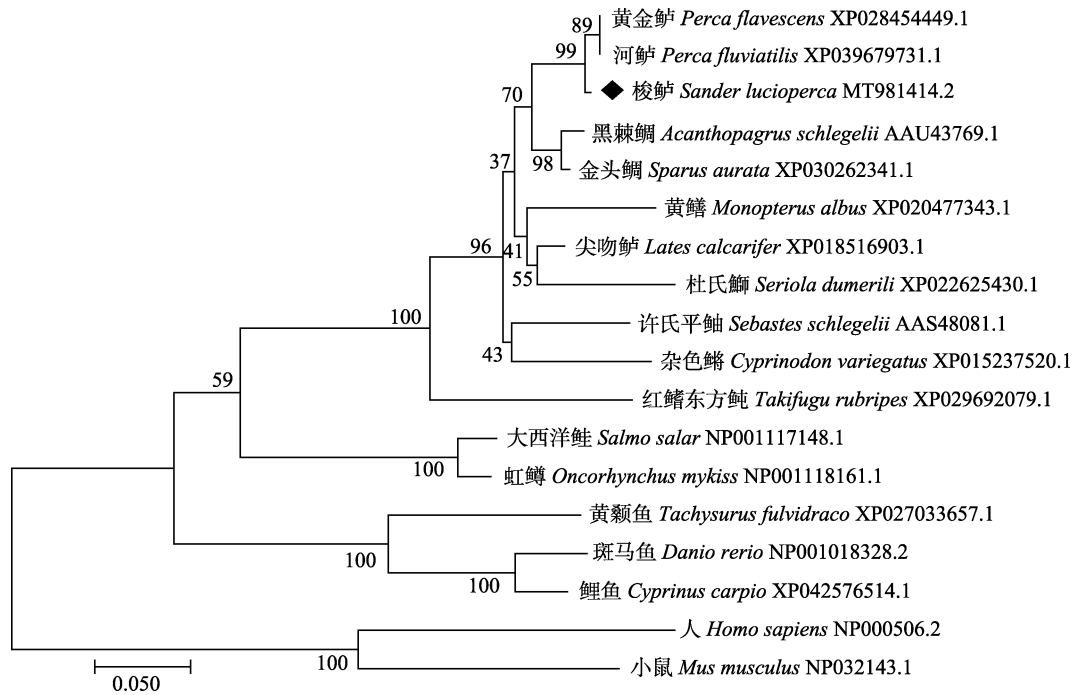 89 黄金鲈 Perca flavescens XP028454449.1
99 河鲈 Perca fluviatilis XP039679731.1
梭鲈 Sander lucioperca MT981414.2
70
黑棘鲷 Acanthopagrus schlegelii AAU43769.1
37 98 金头鲷 Sparus aurata XP030262341.1
黄鳝 Monopterus albus XP020477343.1
96 41 尖吻鲈 Lates calcarifer XP018516903.1
55 杜氏鰤 Seriola dumerili XP022625430.1
100 许氏平鲉 Sebastes schlegelii AAS48081.1
43 杂色鳉 Cyprinodon variegatus XP015237520.1
59
红鳍东方鲀 Takifugu rubripes XP029692079.1
大西洋鲑 Salmo salar NP001117148.1
100 虹鳟 Oncorhynchus mykiss NP001118161.1
黄颡鱼 Tachysurus fulvidraco XP027033657.1
100 斑马鱼 Danio rerio NP001018328.2
100 鲤鱼 Cyprinus carpio XP042576514.1
人 Homo sapiens NP000506.2
100 小鼠 Mus musculus NP032143.1
0.050